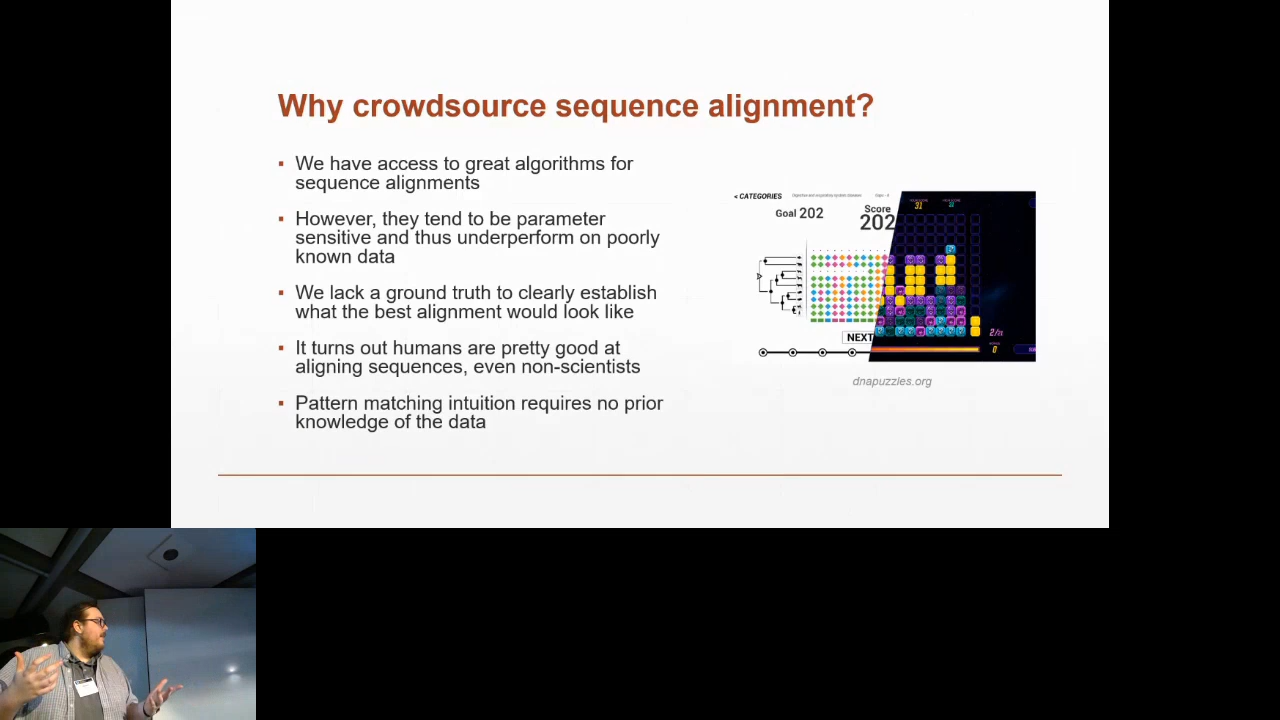 Why crowdsource sequence alignment?
▪ We have access to great algorithms for
sequence alignments
▪ However, they tend to be parameter
sensitive and thus underperform on poorly
known data
▪ We lack a ground truth to clearly establish
what the best alignment would look like
▪ It turns out humans are pretty good at
aligning sequences, even non-scientists
▪ Pattern matching intuition requires no prior
knowledge of the data
< CATEGORIES
Goal 202
Score
202
31
NEXT
2/
0
dnapuzzles.org